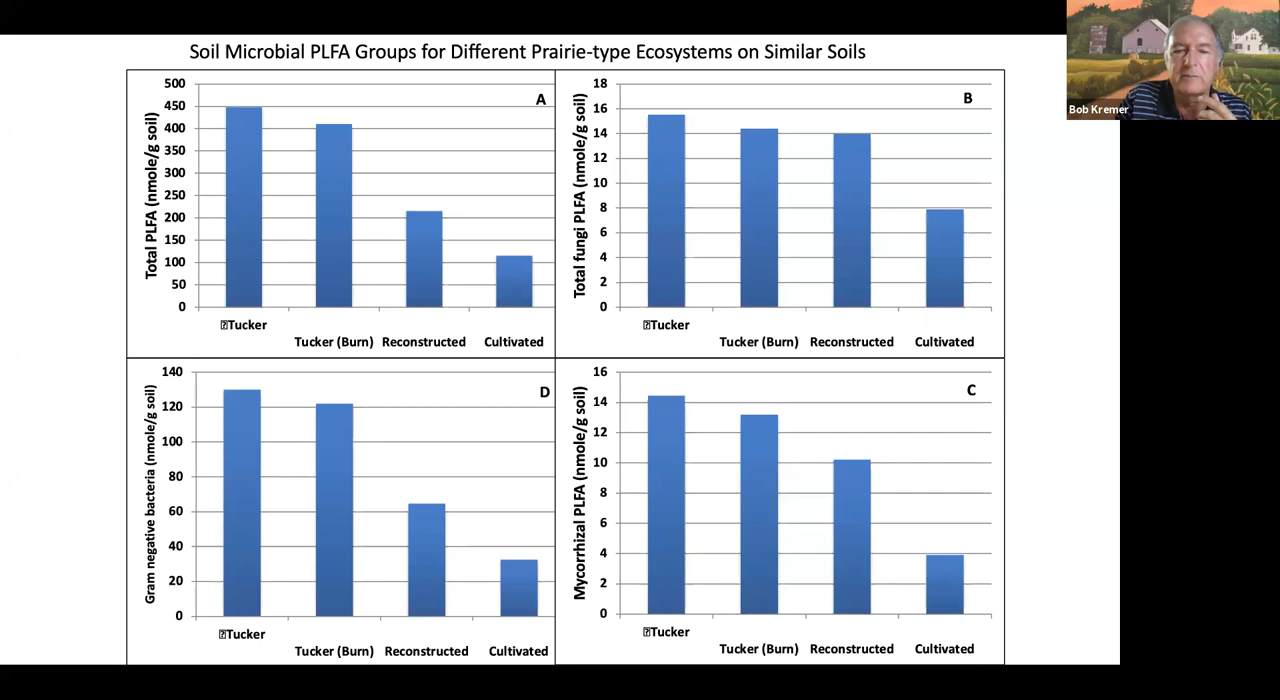 Soil Microbial PLFA Groups for Different Prairie-type Ecosystems on Similar Soils
Bob Kremer
A
Total PLFA (nmole/g soil)
500
450
400
350
300
250
200
150
100
50
0
Tucker
Tucker (Burn) Reconstructed Cultivated
B
Total fungi PLFA (nmole/g soil)
18
16
14
12
10
8
6
4
2
0
Tucker
Tucker (Burn) Reconstructed Cultivated
D
Gram negative bacteria (nmole/g soil)
140
120
100
80
60
40
20
0
Tucker
Tucker (Burn) Reconstructed Cultivated
C
Mycorrhizal PLFA (nmole/g soil)
16
14
12
10
8
6
4
2
0
Tucker
Tucker (Burn) Reconstructed Cultivated